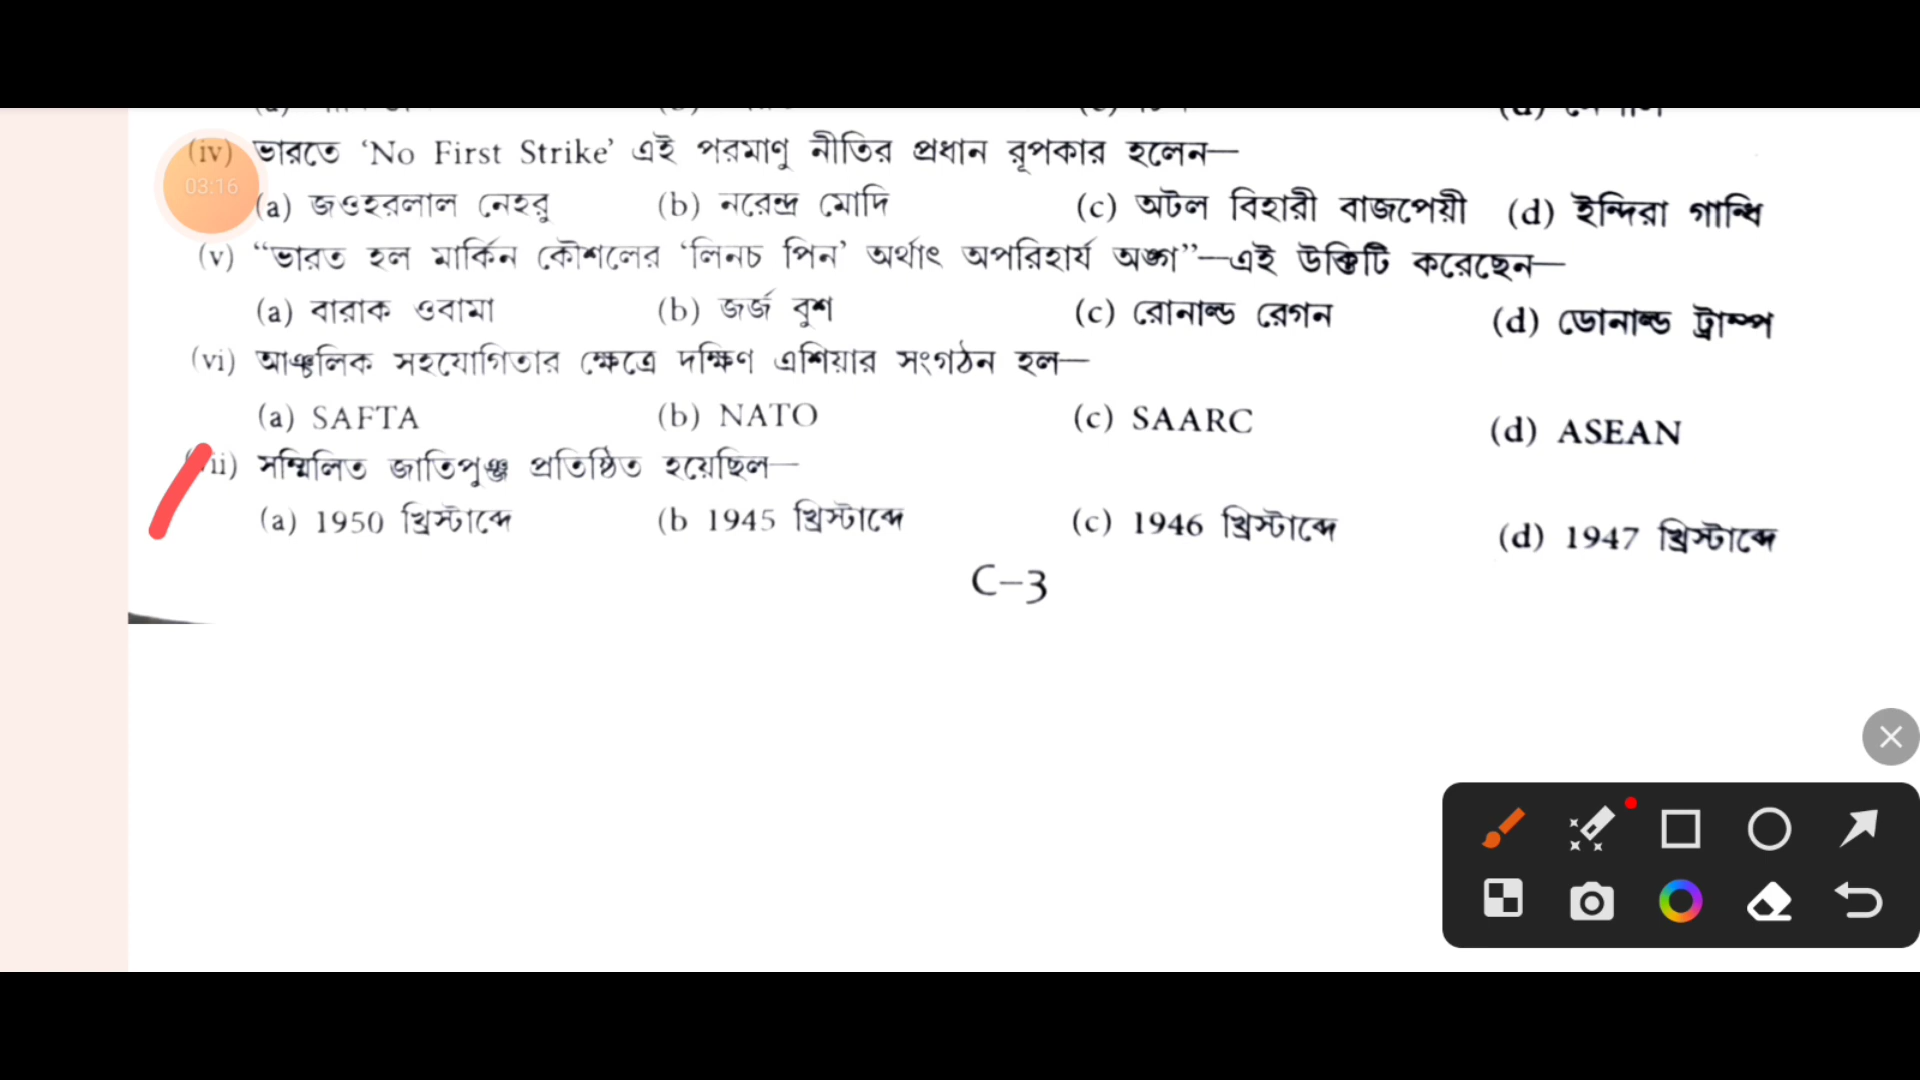 (iv) ভারতে ‘No First Strike’ এই পরমাণু নীতির প্রধান রূপকার হলেন—
03:16
(a) জওহরলাল নেহরু (b) নরেন্দ্র মোদি (c) অটল বিহারী বাজপেয়ী (d) ইন্দিরা গান্ধি
(v) “ভারত হল মার্কিন কৌশলের ‘লিনচ পিন’ অর্থাৎ অপরিহার্য অঙ্গ”—এই উক্তিটি করেছেন—
(a) বারাক ওবামা (b) জর্জ বুশ (c) রোনাল্ড রেগন (d) ডোনাল্ড ট্রাম্প
(vi) আঞ্চলিক সহযোগিতার ক্ষেত্রে দক্ষিণ এশিয়ার সংগঠন হল—
(a) SAFTA (b) NATO (c) SAARC (d) ASEAN
ii) সম্মিলিত জাতিপুঞ্জ প্রতিষ্ঠিত হয়েছিল—
(a) 1950 খ্রিস্টাব্দে (b 1945 খ্রিস্টাব্দে (c) 1946 খ্রিস্টাব্দে (d) 1947 খ্রিস্টাব্দে
C–3